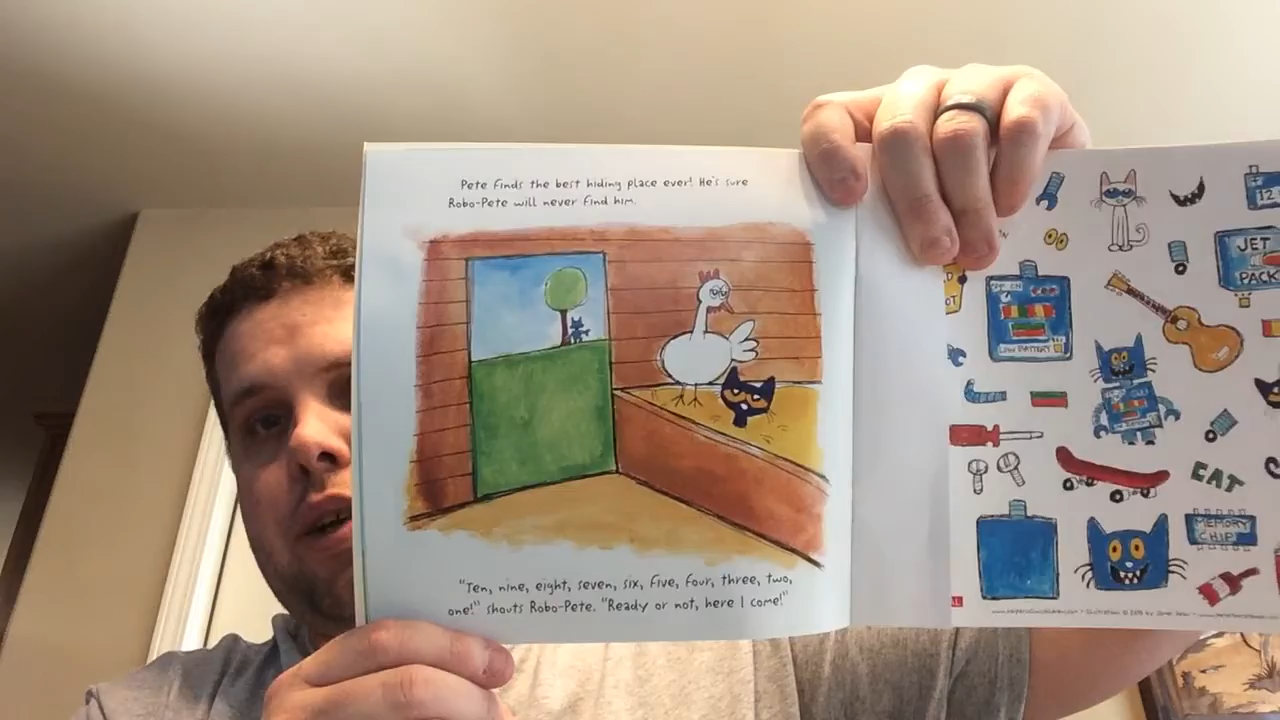 Pete finds the best hiding place ever! He's sure
Robo-Pete will never find him.
"Ten, nine, eight, seven, six, five, four, three, two,
one!" shouts Robo-Pete. "Ready or not, here I come!"
12
JET
PACK
LOW BATTERY
EAT
MEMORY
CHIP